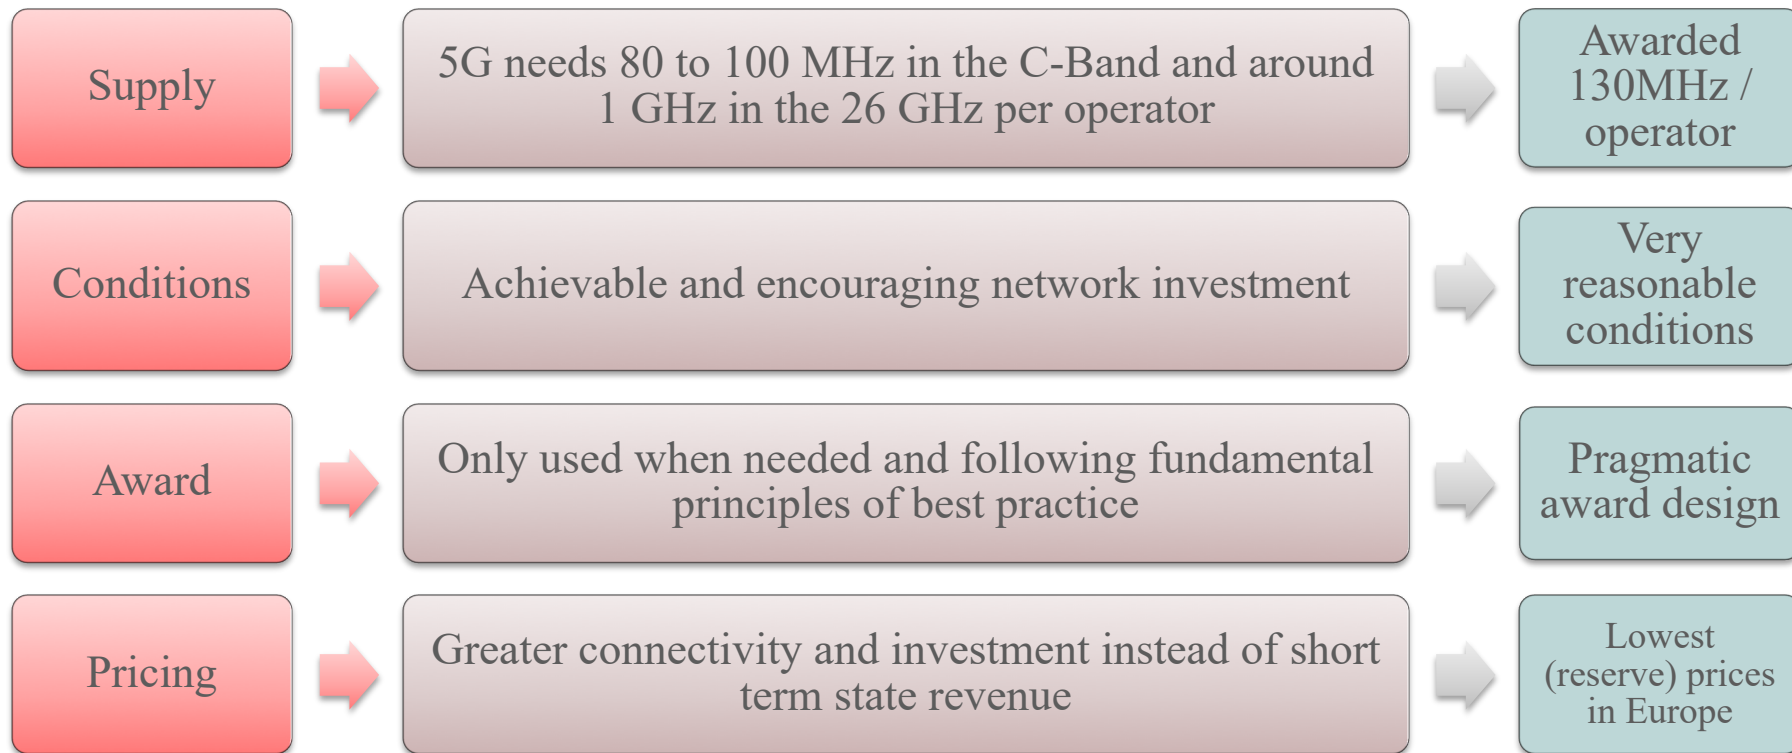 Supply
5G needs 80 to 100 MHz in the C-Band and around
1 GHz in the 26 GHz per operator
Awarded
130MHz /
operator
Conditions
Achievable and encouraging network investment
Very
reasonable
conditions
Award
Only used when needed and following fundamental
principles of best practice
Pragmatic
award design
Pricing
Greater connectivity and investment instead of short
term state revenue
Lowest
(reserve) prices
in Europe